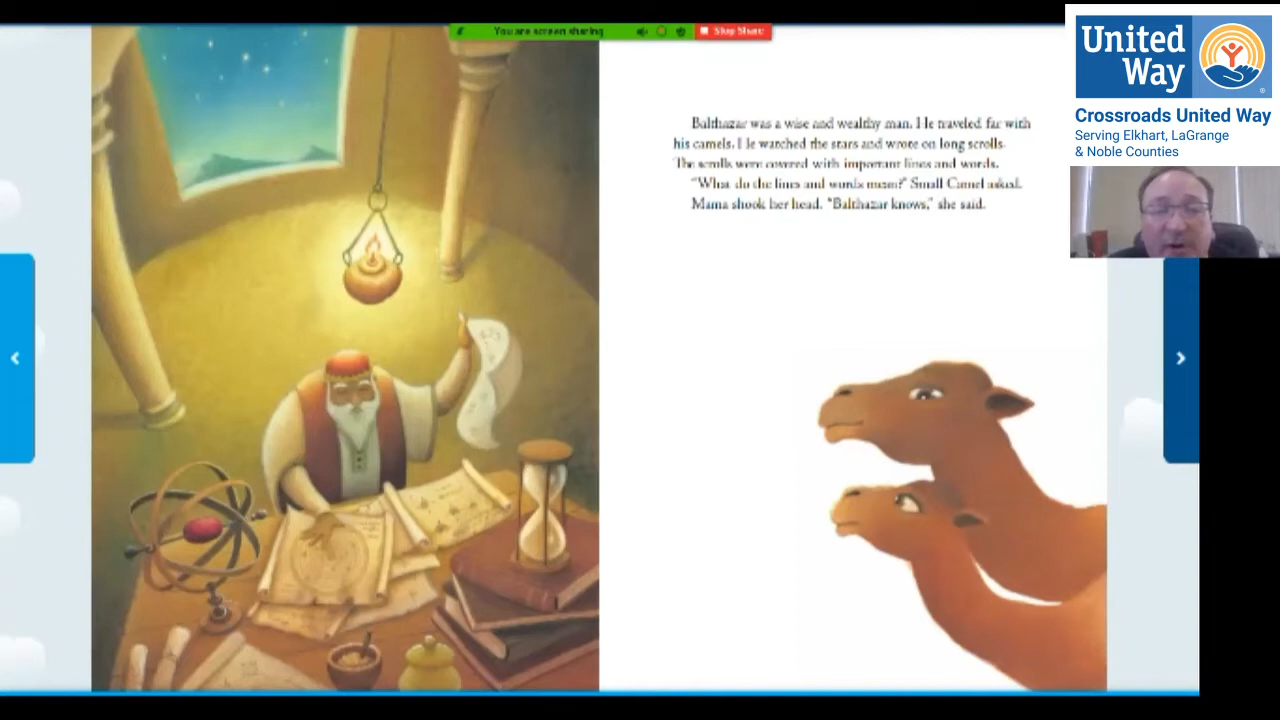 You are screen sharing
Stop Share
United
Way
Crossroads United Way
Serving Elkhart, LaGrange
& Noble Counties
Balthazar was a wise and wealthy man. He traveled far with
his camels. He watched the stars and wrote on long scrolls.
The scrolls were covered with important lines and words.
"What do the lines and words mean?" Small Camel asked.
Mama shook her head. "Balthazar knows," she said.